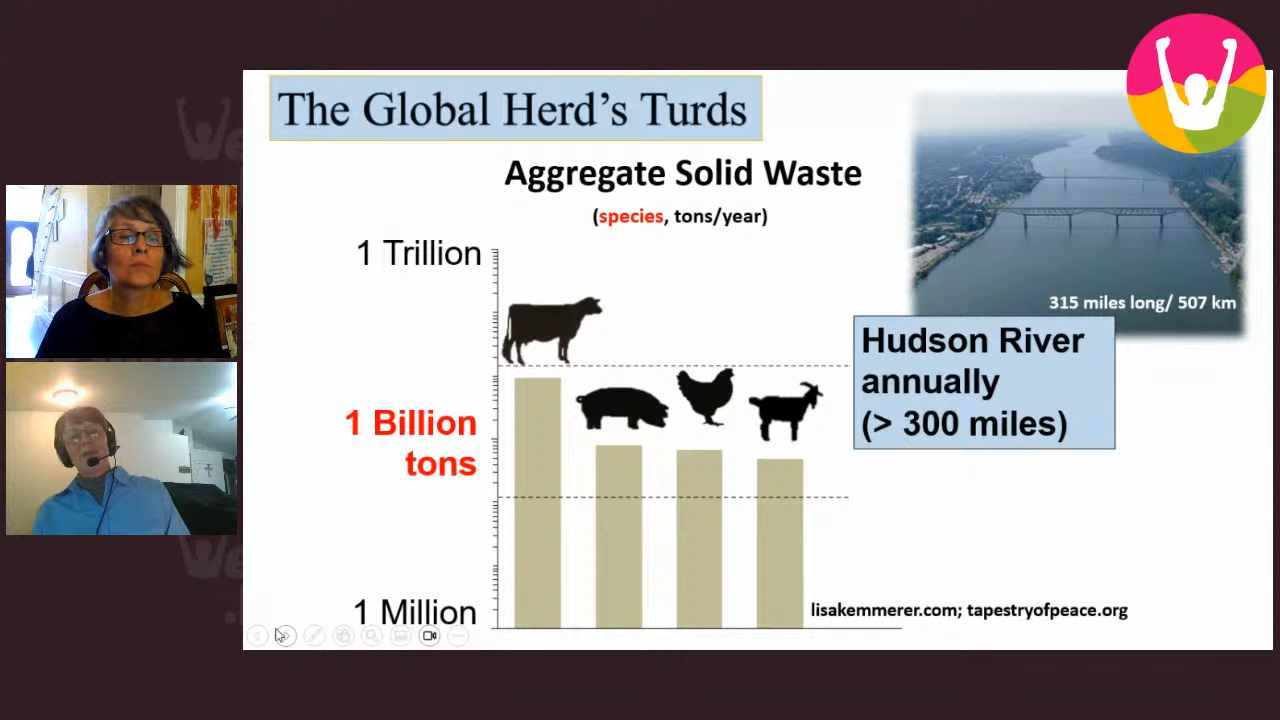 The Global Herd's Turds
Aggregate Solid Waste
(species, tons/year)
1 Trillion
315 miles long/ 507 km
Hudson River
annually
(> 300 miles)
1 Billion
tons
1 Million
lisakemmerer.com; tapestryofpeace.org
We